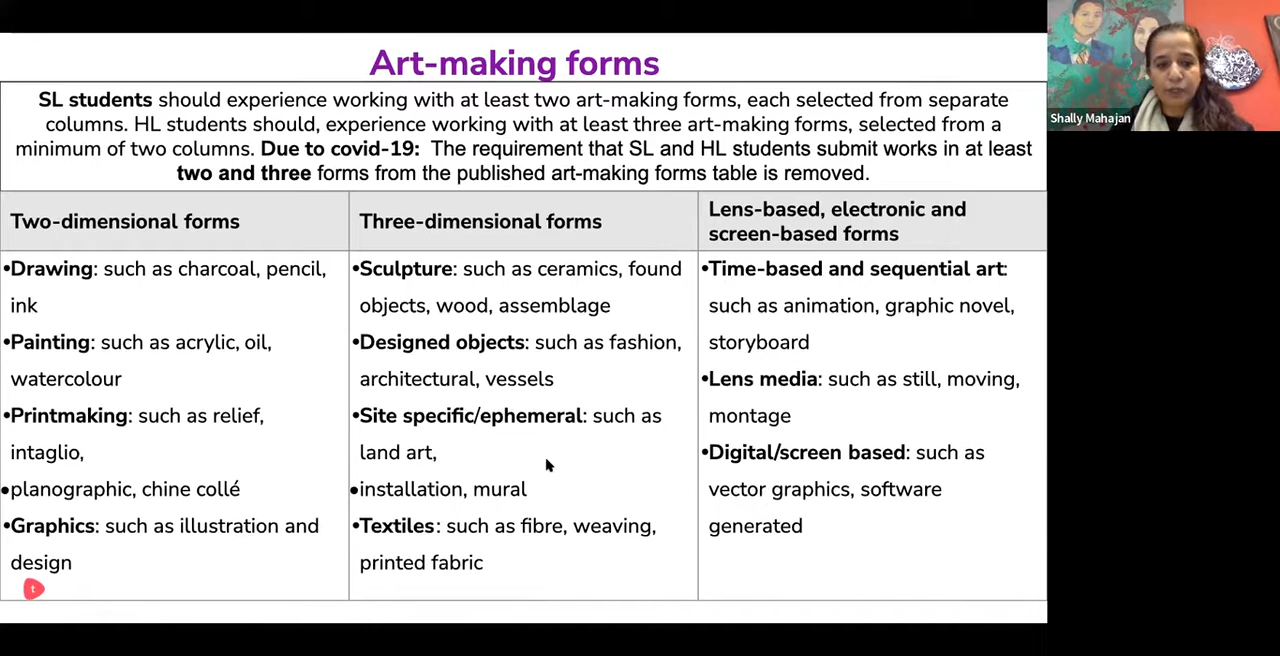 Art-making forms
SL students should experience working with at least two art-making forms, each selected from separate
columns. HL students should, experience working with at least three art-making forms, selected from a
minimum of two columns. Due to covid-19: The requirement that SL and HL students submit works in at least
two and three forms from the published art-making forms table is removed.
Two-dimensional forms
•Drawing: such as charcoal, pencil,
ink
•Painting: such as acrylic, oil,
watercolour
•Printmaking: such as relief,
intaglio,
•planographic, chine collé
•Graphics: such as illustration and
design
Three-dimensional forms
•Sculpture: such as ceramics, found
objects, wood, assemblage
•Designed objects: such as fashion,
architectural, vessels
•Site specific/ephemeral: such as
land art,
•installation, mural
•Textiles: such as fibre, weaving,
printed fabric
Lens-based, electronic and
screen-based forms
•Time-based and sequential art:
such as animation, graphic novel,
storyboard
•Lens media: such as still, moving,
montage
•Digital/screen based: such as
vector graphics, software
generated
t
Shally Mahajan